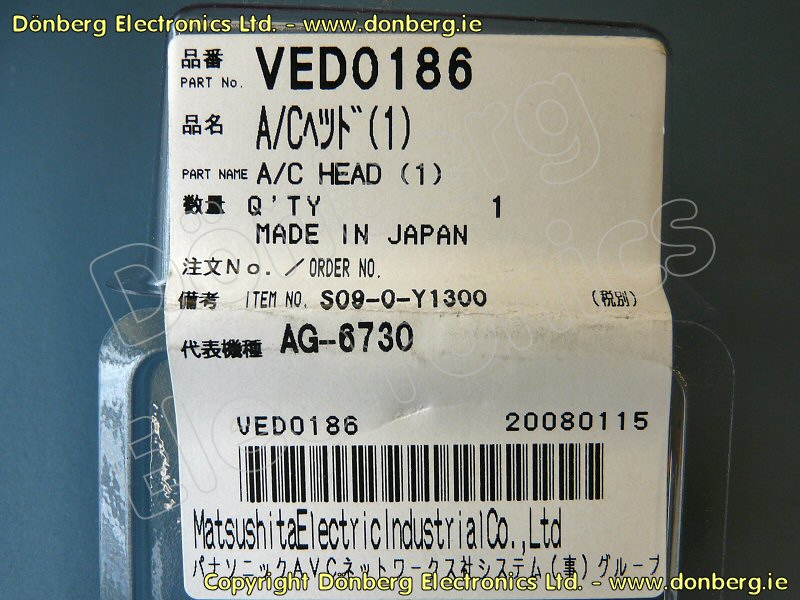 Dönberg Electronics Ltd. - www.donberg.ie
品番 PART No. VED0186
品名 A/Cﾍツﾄﾞ(1)
PART NAME A/C HEAD (1)
数量 Q'TY 1
MADE IN JAPAN
注文No./ORDER NO.
備考 ITEM NO. S09-0-Y1300 (税別)
代表機種 AG-6730
VED0186 20080115
MatsushitaElectricIndustrialCo.,Ltd
パナソニックAVCネットワークス社システム(事)グループ
Dönberg Electronics
Copyright Dönberg Electronics Ltd. - www.donberg.ie